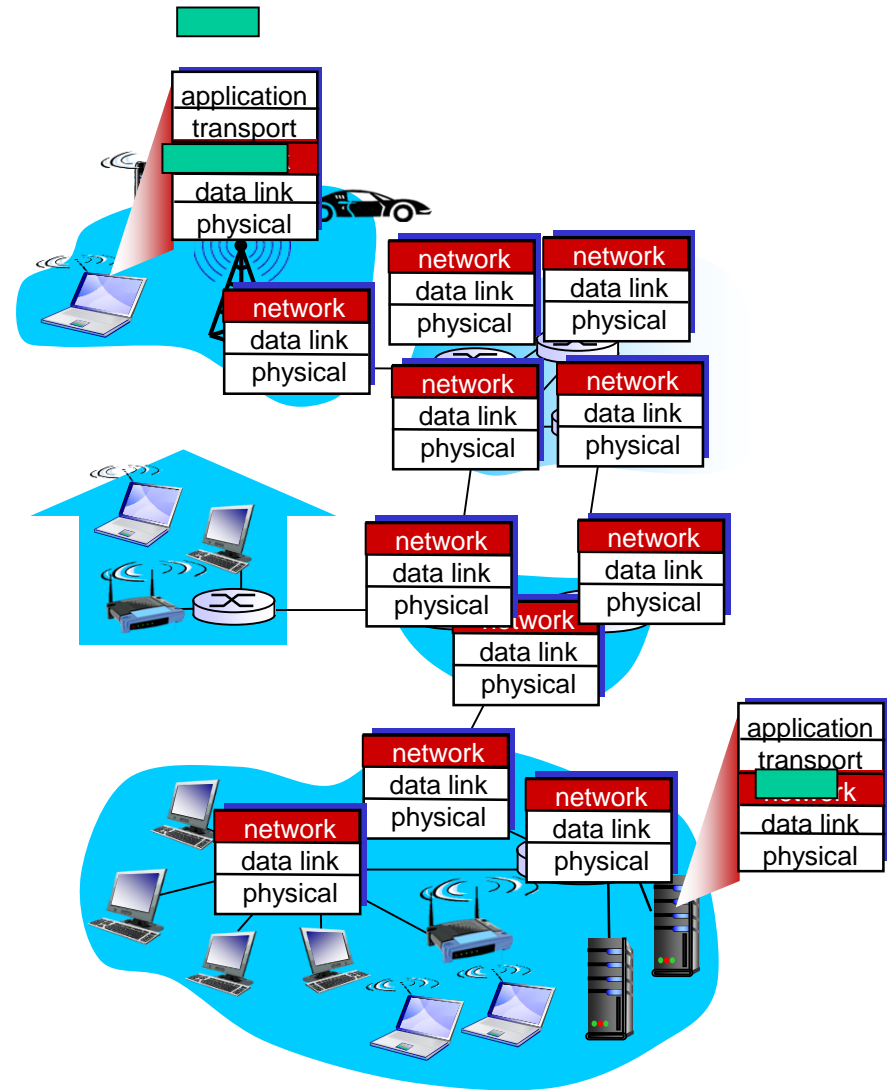 application
transport
data link
physical
network
data link
physical
network
data link
physical
network
data link
physical
network
data link
physical
network
data link
physical
network
data link
physical
network
data link
physical
network
data link
physical
application
transport
network
data link
physical
network
data link
physical
network
data link
physical
network
data link
physical